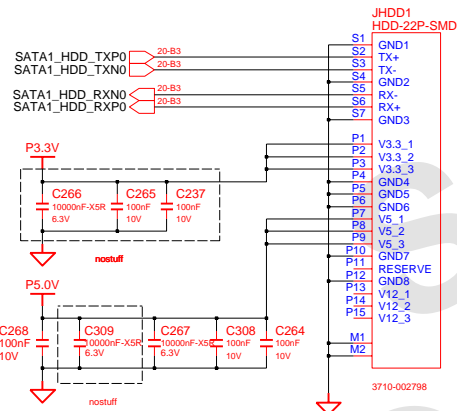 JHDD1
HDD-22P-SMD
SATA1_HDD_TXP0 20-B3 S1 GND1
SATA1_HDD_TXN0 20-B3 S2 TX+
S3 TX-
S4 GND2
SATA1_HDD_RXN0 20-B3 S5 RX-
SATA1_HDD_RXP0 20-B3 S6 RX+
S7 GND3
P3.3V
P1 V3.3_1
P2 V3.3_2
P3 V3.3_3
P4 GND4
P5 GND5
P6 GND6
P7 V5_1
P8 V5_2
P9 V5_3
P10 GND7
P11 RESERVE
P12 GND8
P13 V12_1
P14 V12_2
P15 V12_3
M1
M2
3710-002798
C266 C265 C237
10000nF-X5R 100nF 100nF
6.3V 10V 10V
nostuff
P5.0V
C268 C309 C267 C308 C264
100nF 10000nF-X5R 10000nF-X5R 100nF 100nF
10V 6.3V 6.3V 10V 10V
nostuff